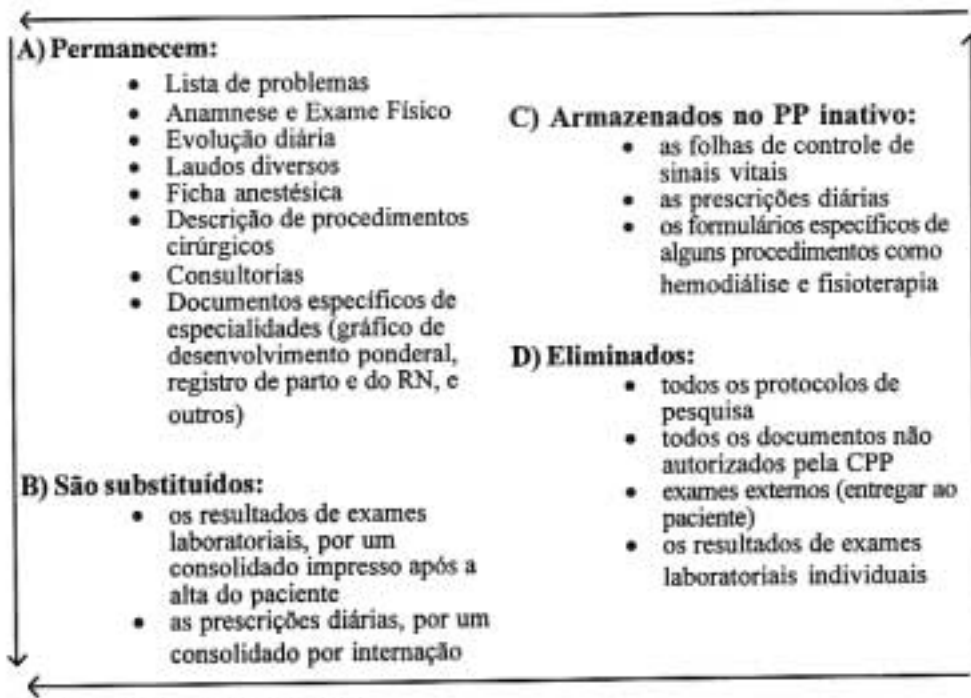 A) Permanecem:
• Lista de problemas
• Anamnese e Exame Físico
• Evolução diária
• Laudos diversos
• Ficha anestésica
• Descrição de procedimentos
cirúrgicos
• Consultorias
• Documentos específicos de
especialidades (gráfico de
desenvolvimento ponderal,
registro de parto e do RN, e
outros)
B) São substituídos:
• os resultados de exames
laboratoriais, por um
consolidado impresso após a
alta do paciente
• as prescrições diárias, por um
consolidado por internação
C) Armazenados no PP inativo:
• as folhas de controle de
sinais vitais
• as prescrições diárias
• os formulários específicos de
alguns procedimentos como
hemodiálise e fisioterapia
D) Eliminados:
• todos os protocolos de
pesquisa
• todos os documentos não
autorizados pela CPP
• exames externos (entregar ao
paciente)
• os resultados de exames
laboratoriais individuais